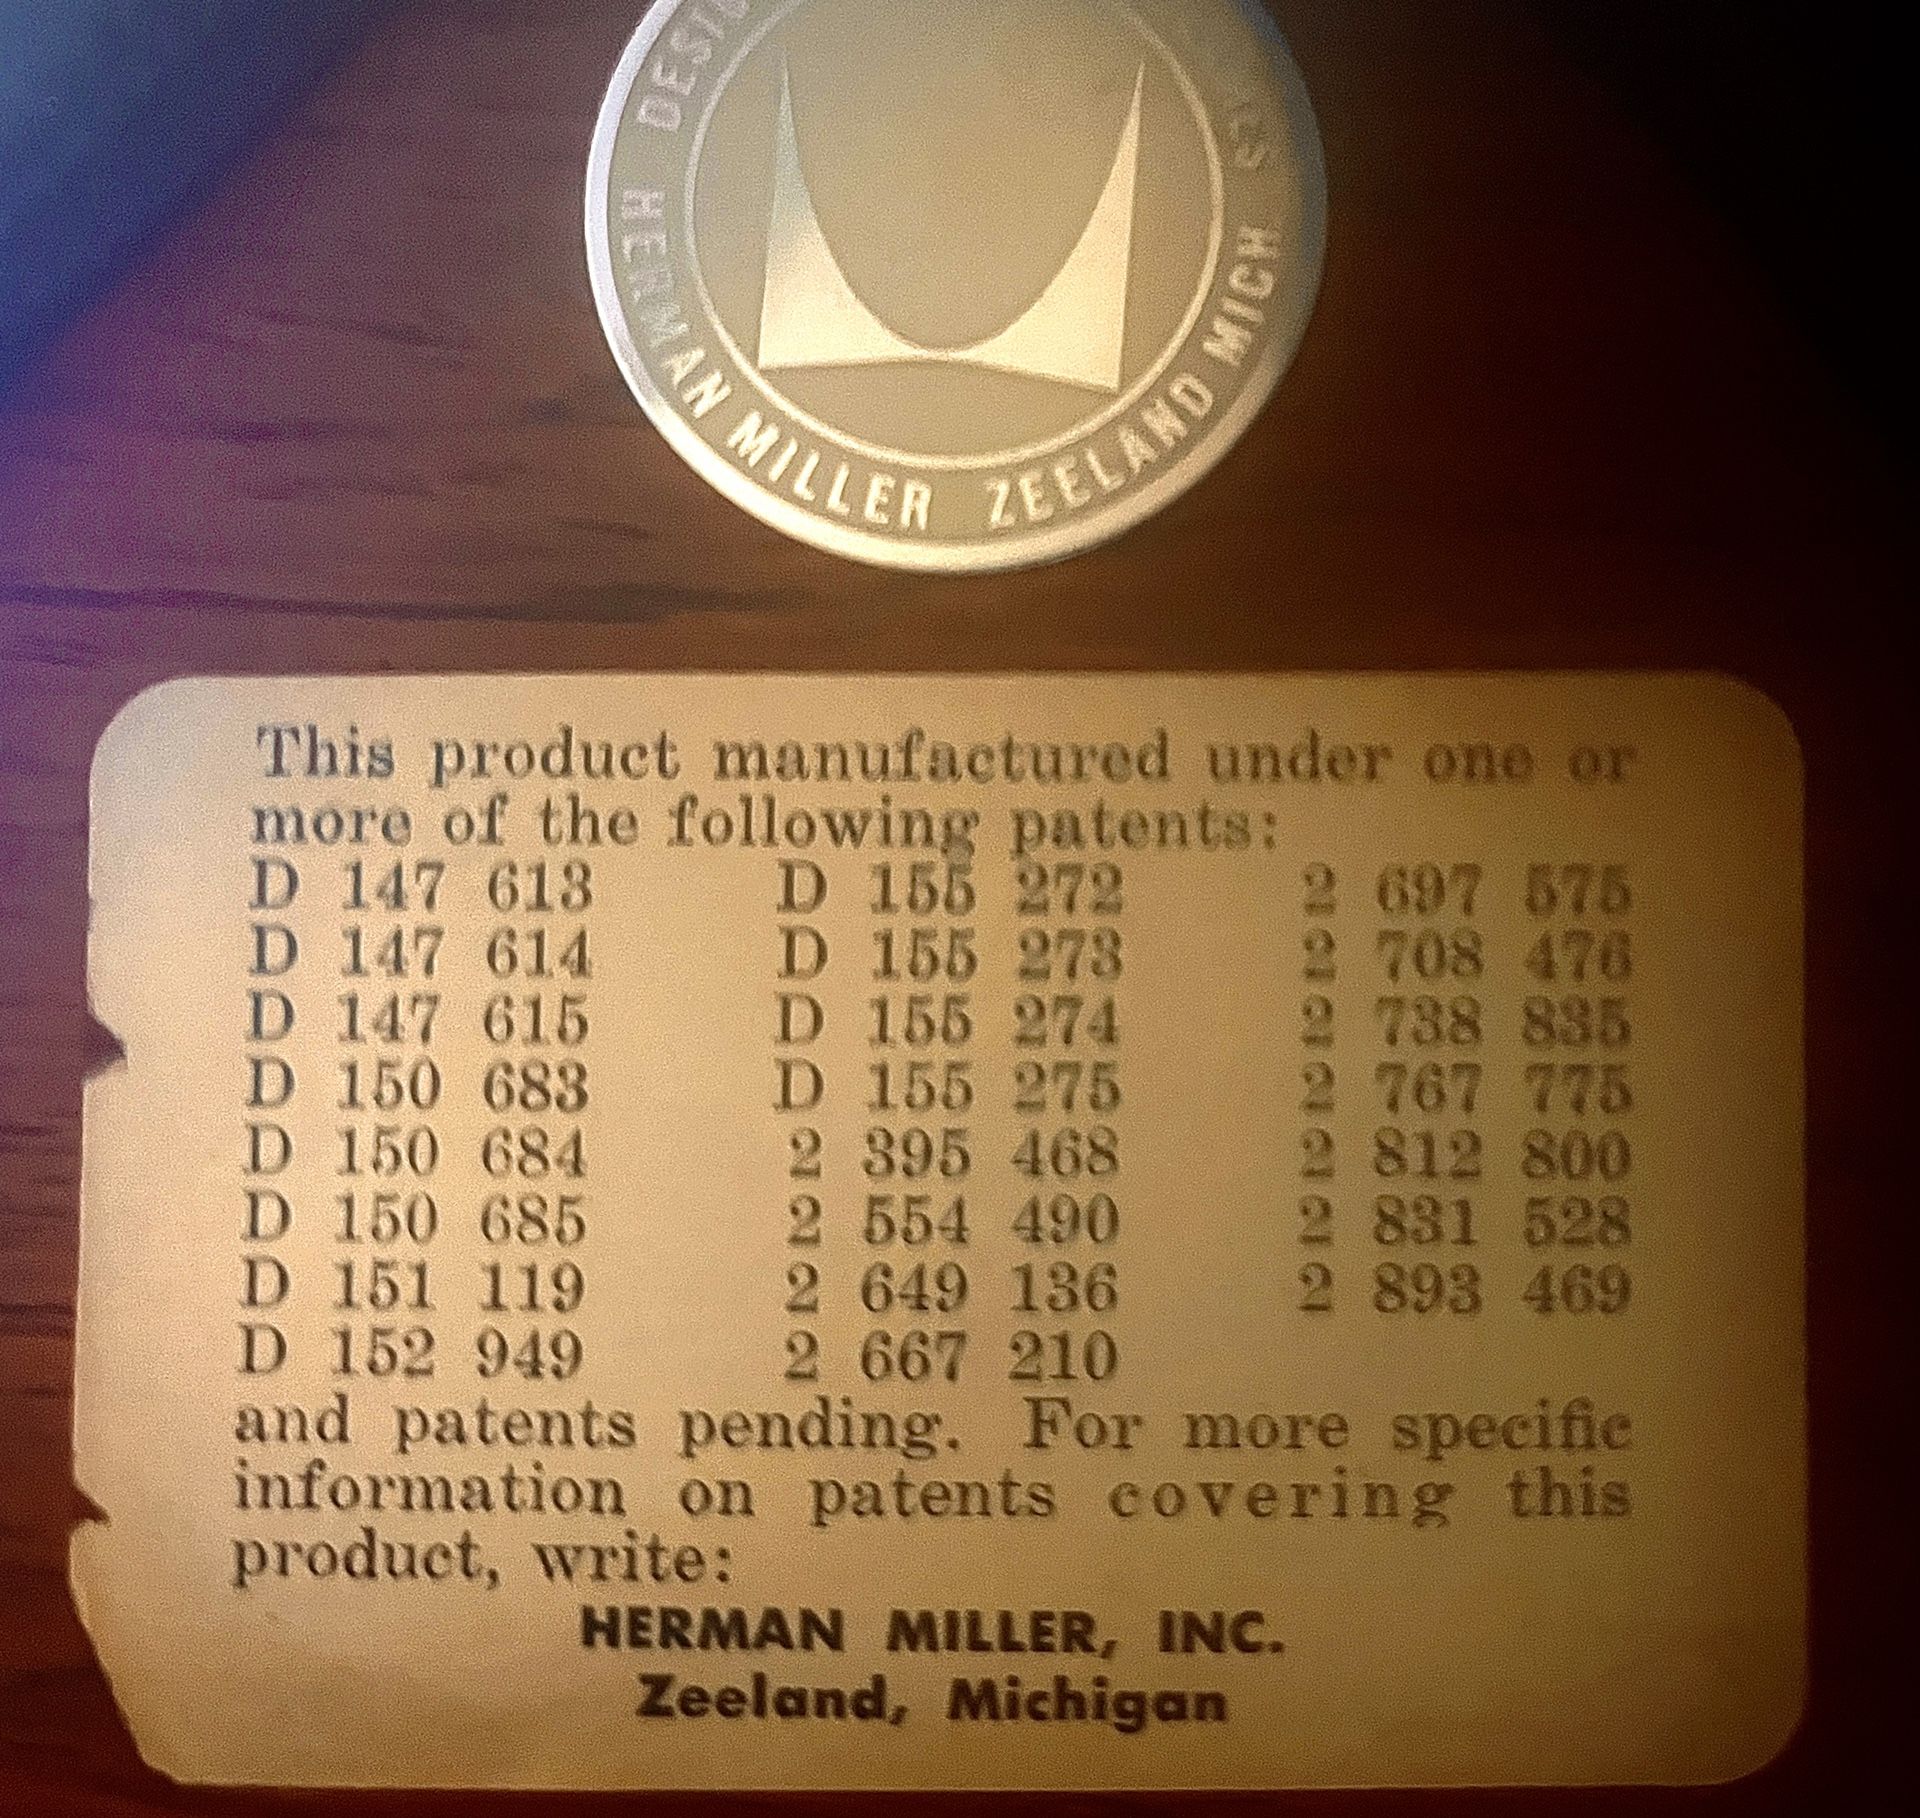 DESIG
HERMAN MILLER ZEELAND MICH
This product manufactured under one or
more of the following patents:
D 147 613 D 155 272 2 697 575
D 147 614 D 155 273 2 708 476
D 147 615 D 155 274 2 738 835
D 150 683 D 155 275 2 767 775
D 150 684 2 395 468 2 812 800
D 150 685 2 554 490 2 831 528
D 151 119 2 649 136 2 893 469
D 152 949 2 667 210
and patents pending. For more specific
information on patents covering this
product, write:
HERMAN MILLER, INC.
Zeeland, Michigan